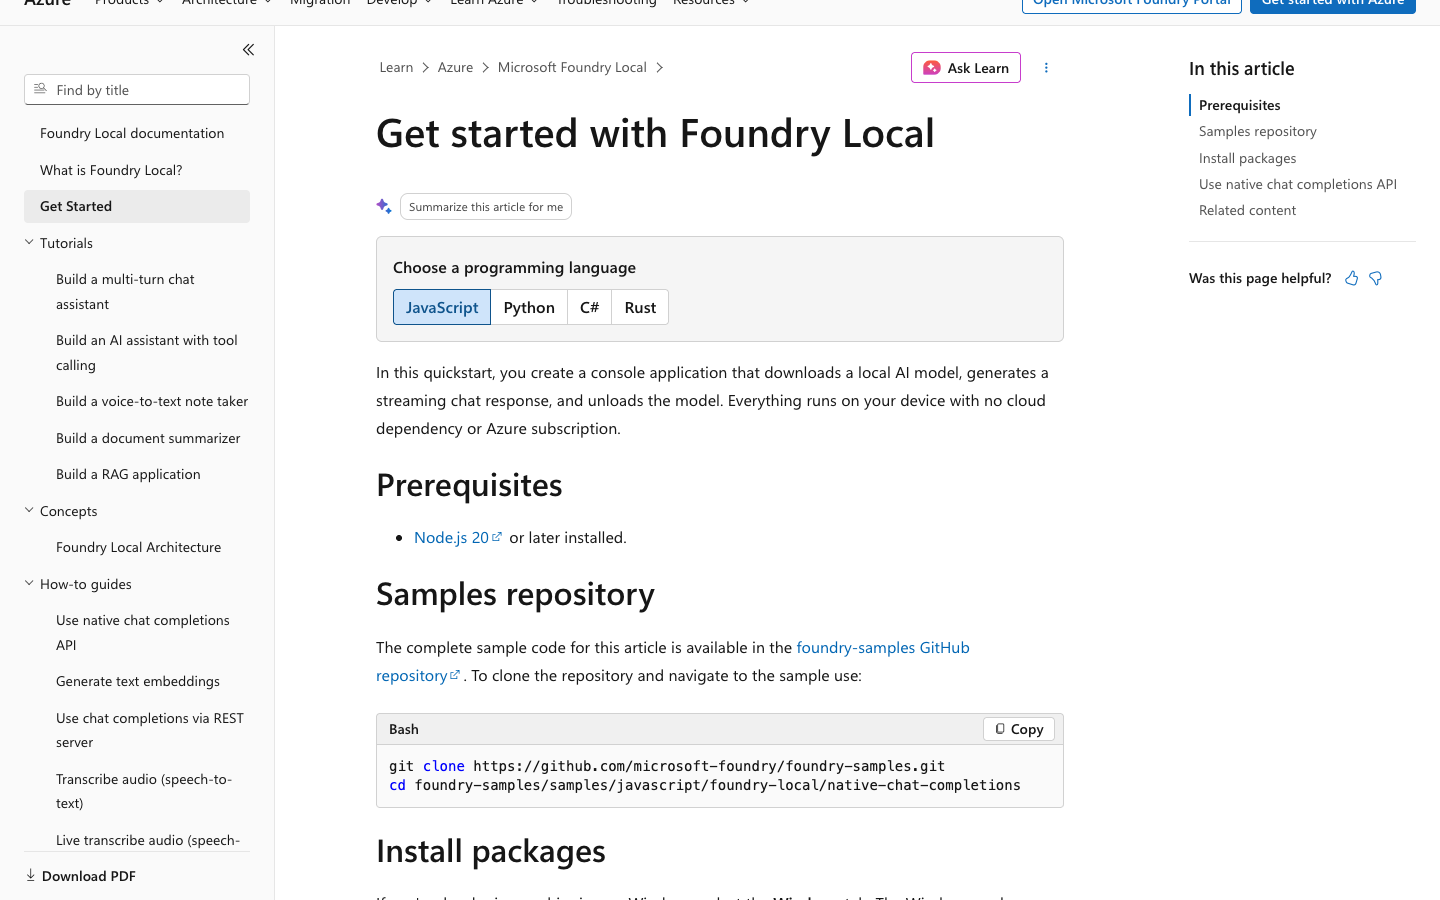 Azure Products Architecture Migration Develop Learn Azure Troubleshooting Resources Open Microsoft Foundry Portal Get started with Azure
Find by title
Foundry Local documentation
What is Foundry Local?
Get Started
Tutorials
Build a multi-turn chat
assistant
Build an AI assistant with tool
calling
Build a voice-to-text note taker
Build a document summarizer
Build a RAG application
Concepts
Foundry Local Architecture
How-to guides
Use native chat completions
API
Generate text embeddings
Use chat completions via REST
server
Transcribe audio (speech-to-
text)
Live transcribe audio (speech-
Download PDF
Learn Azure Microsoft Foundry Local
Ask Learn
Get started with Foundry Local
Summarize this article for me
Choose a programming language
JavaScript Python C# Rust
In this quickstart, you create a console application that downloads a local AI model, generates a
streaming chat response, and unloads the model. Everything runs on your device with no cloud
dependency or Azure subscription.
Prerequisites
• Node.js 20 or later installed.
Samples repository
The complete sample code for this article is available in the foundry-samples GitHub
repository . To clone the repository and navigate to the sample use:
Bash
Copy
git clone https://github.com/microsoft-foundry/foundry-samples.git
cd foundry-samples/samples/javascript/foundry-local/native-chat-completions
Install packages
In this article
Prerequisites
Samples repository
Install packages
Use native chat completions API
Related content
Was this page helpful?